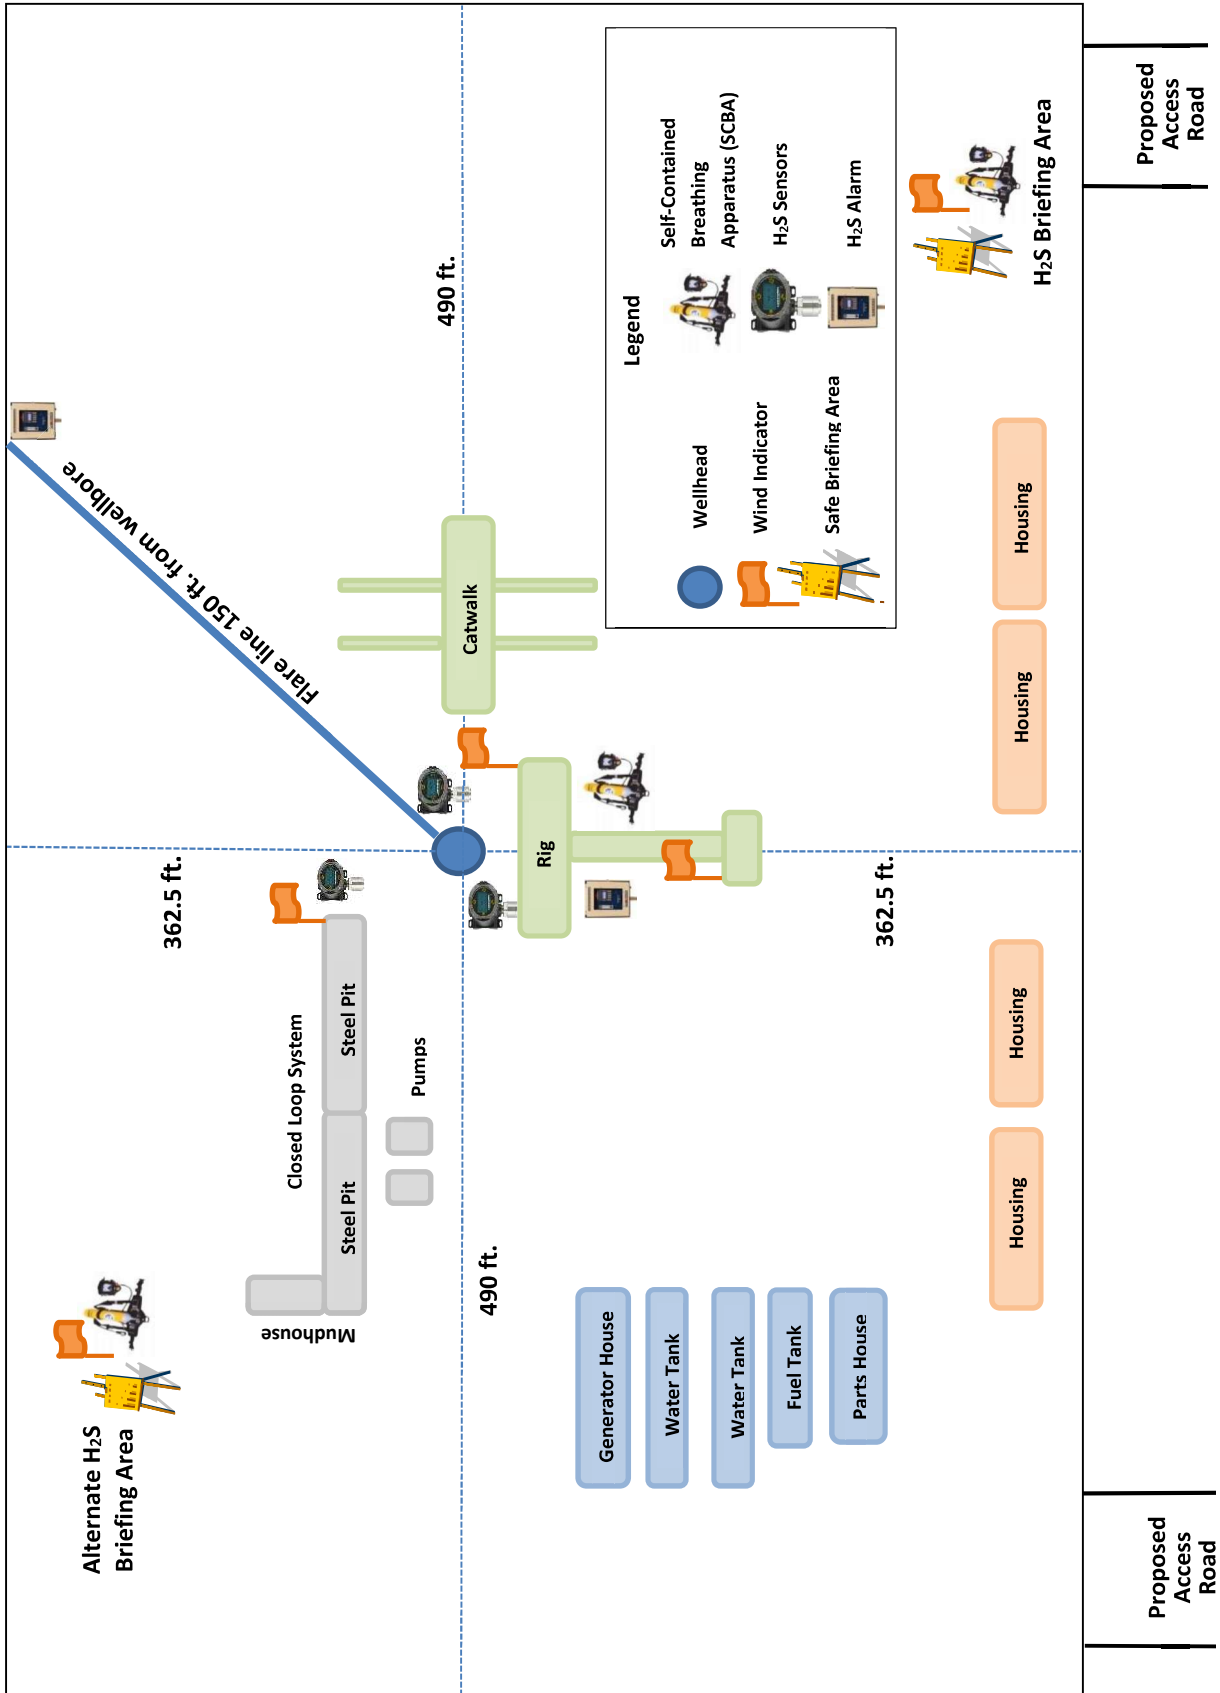 Alternate H₂S
Briefing Area
Mudhouse
Closed Loop System
Steel Pit
Steel Pit
Pumps
362.5 ft.
Flare line 150 ft. from wellbore
490 ft.
490 ft.
Catwalk
Rig
362.5 ft.
Generator House
Water Tank
Water Tank
Fuel Tank
Parts House
Legend
Wellhead
Wind Indicator
Safe Briefing Area
Self-Contained
Breathing
Apparatus (SCBA)
H₂S Sensors
H₂S Alarm
Housing
Housing
Housing
Housing
H₂S Briefing Area
Proposed
Access
Road
Proposed
Access
Road